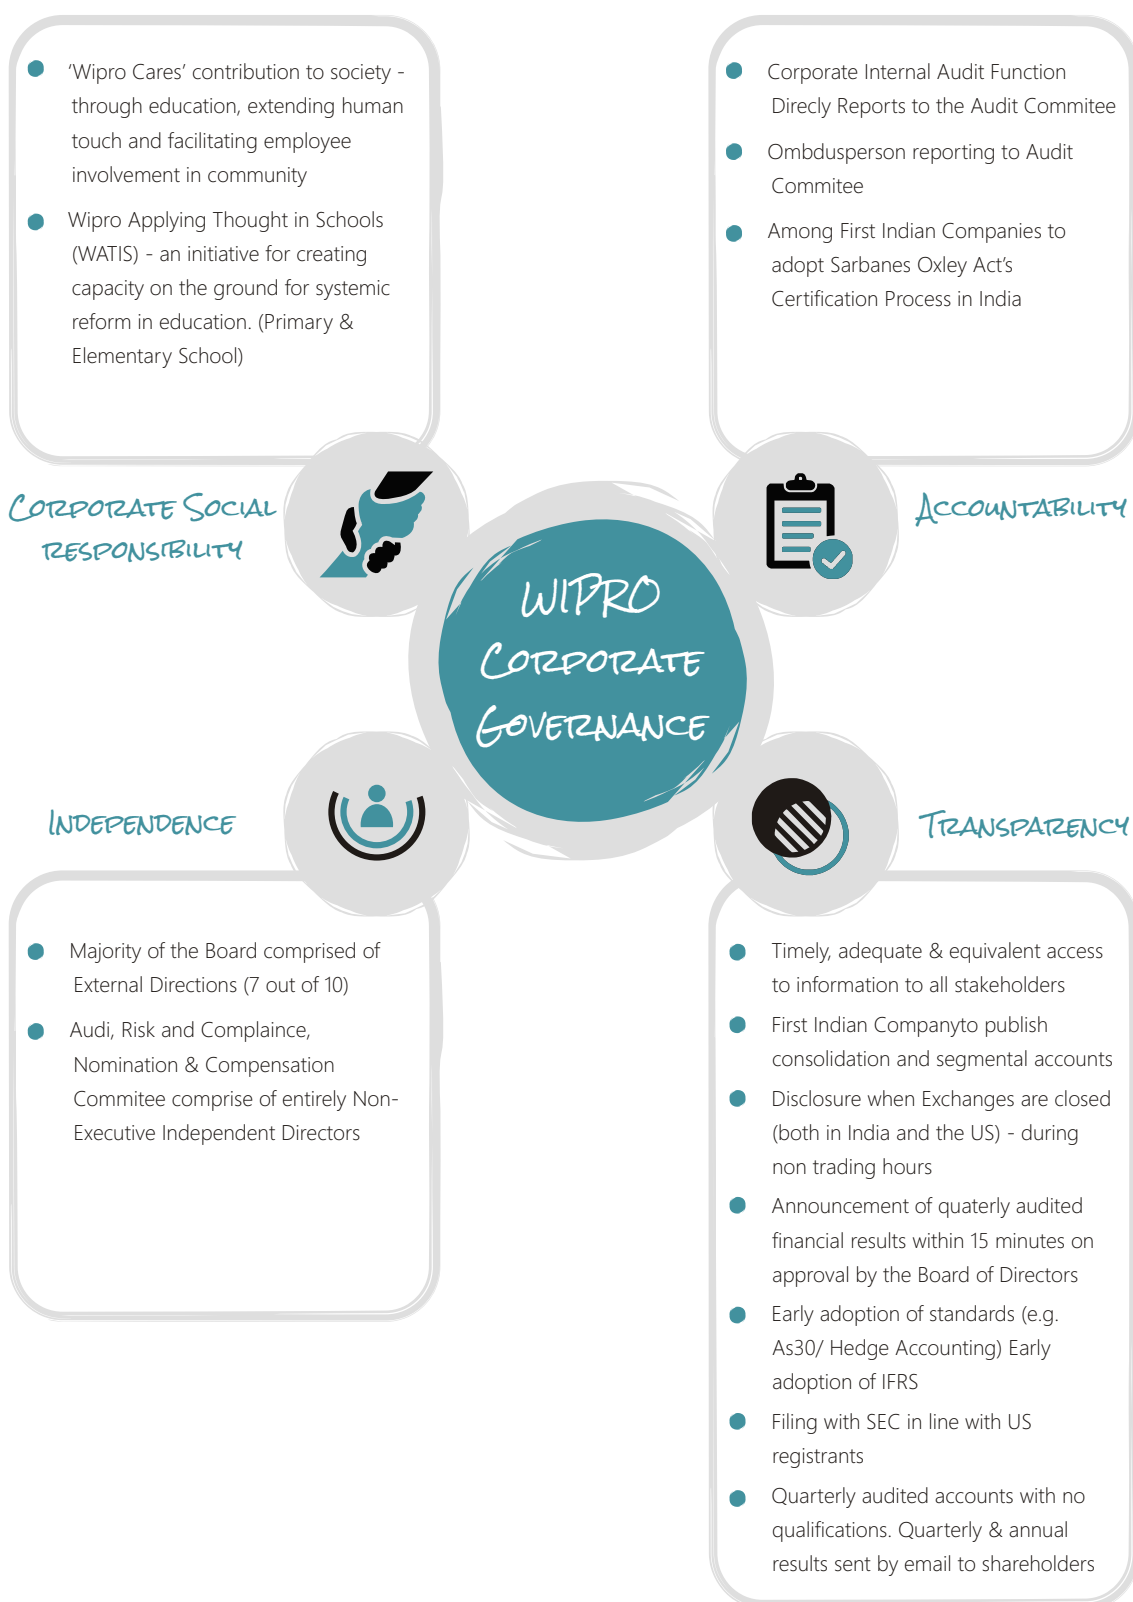 ‘Wipro Cares’ contribution to society -
through education, extending human
touch and facilitating employee
involvement in community
Wipro Applying Thought in Schools
(WATIS) - an initiative for creating
capacity on the ground for systemic
reform in education. (Primary &
Elementary School)
Corporate Social
responsibility
Corporate Internal Audit Function
Direcly Reports to the Audit Commitee
Ombdusperson reporting to Audit
Commitee
Among First Indian Companies to
adopt Sarbanes Oxley Act’s
Certification Process in India
Accountability
WIPRO
Corporate
Governance
Independence
Majority of the Board comprised of
External Directions (7 out of 10)
Audi, Risk and Complaince,
Nomination & Compensation
Commitee comprise of entirely Non-
Executive Independent Directors
Transparency
Timely, adequate & equivalent access
to information to all stakeholders
First Indian Companyto publish
consolidation and segmental accounts
Disclosure when Exchanges are closed
(both in India and the US) - during
non trading hours
Announcement of quaterly audited
financial results within 15 minutes on
approval by the Board of Directors
Early adoption of standards (e.g.
As30/ Hedge Accounting) Early
adoption of IFRS
Filing with SEC in line with US
registrants
Quarterly audited accounts with no
qualifications. Quarterly & annual
results sent by email to shareholders